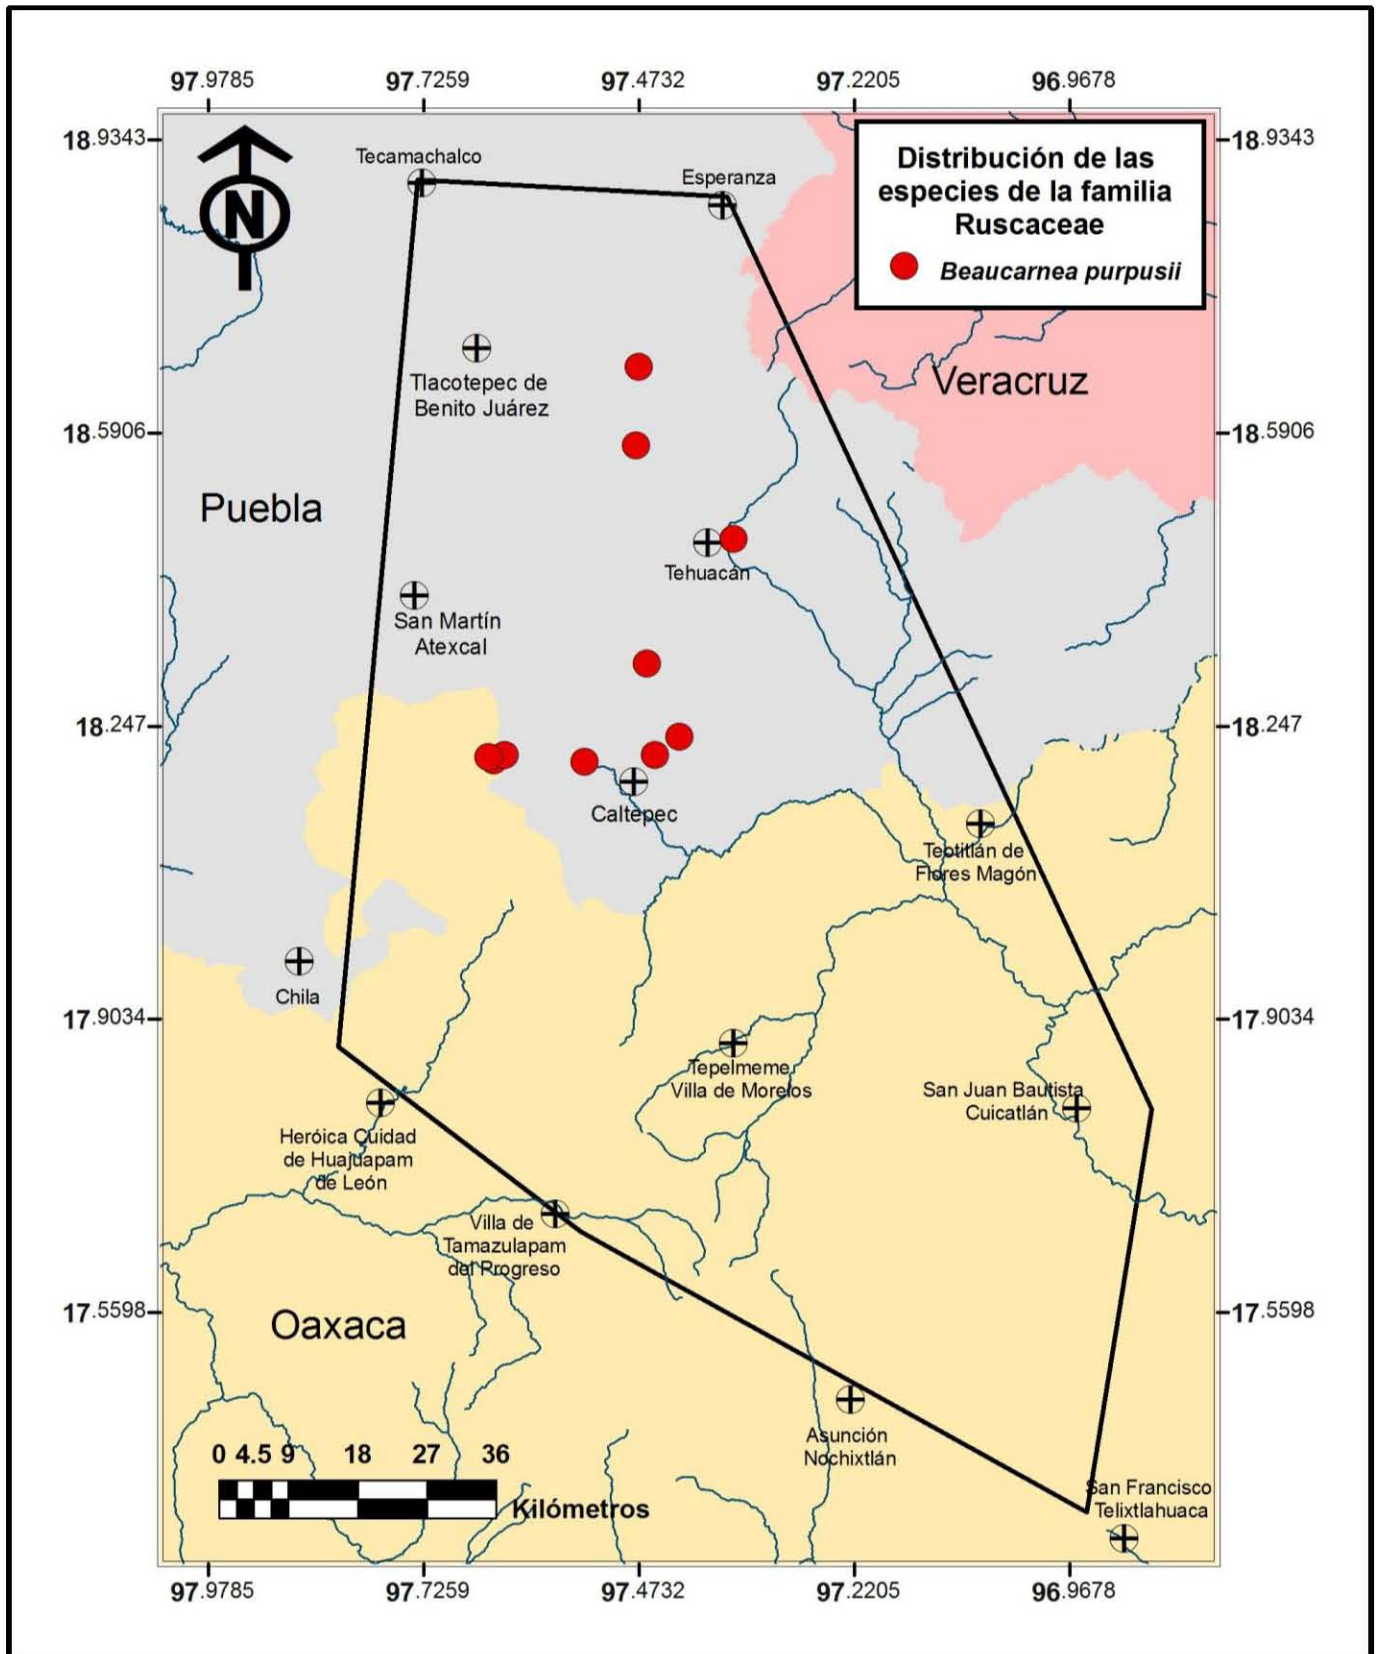 97.9785 97.7259 97.4732 97.2205 96.9678
18.9343 18.9343
Tecamachalco
Esperanza
N
Distribución de las
especies de la familia
Ruscaceae
Beaucarnea purpusii
Tlacotepec de
Benito Juárez
Veracruz
18.5906 18.5906
Puebla
Tehuacán
San Martín
Atexcal
18.247 18.247
Caltepec
Teotitlán de
Flores Magón
Chila
17.9034 17.9034
Tepelmeme
Villa de Morelos
San Juan Bautista
Cuicatlán
Heróica Cuidad
de Huajuapam
de León
Villa de
Tamazulapam
del Progreso
17.5598 17.5598
Oaxaca
Asunción
Nochixtlán
0 4.5 9 18 27 36
Kilómetros
San Francisco
Telixtlahuaca
97.9785 97.7259 97.4732 97.2205 96.9678